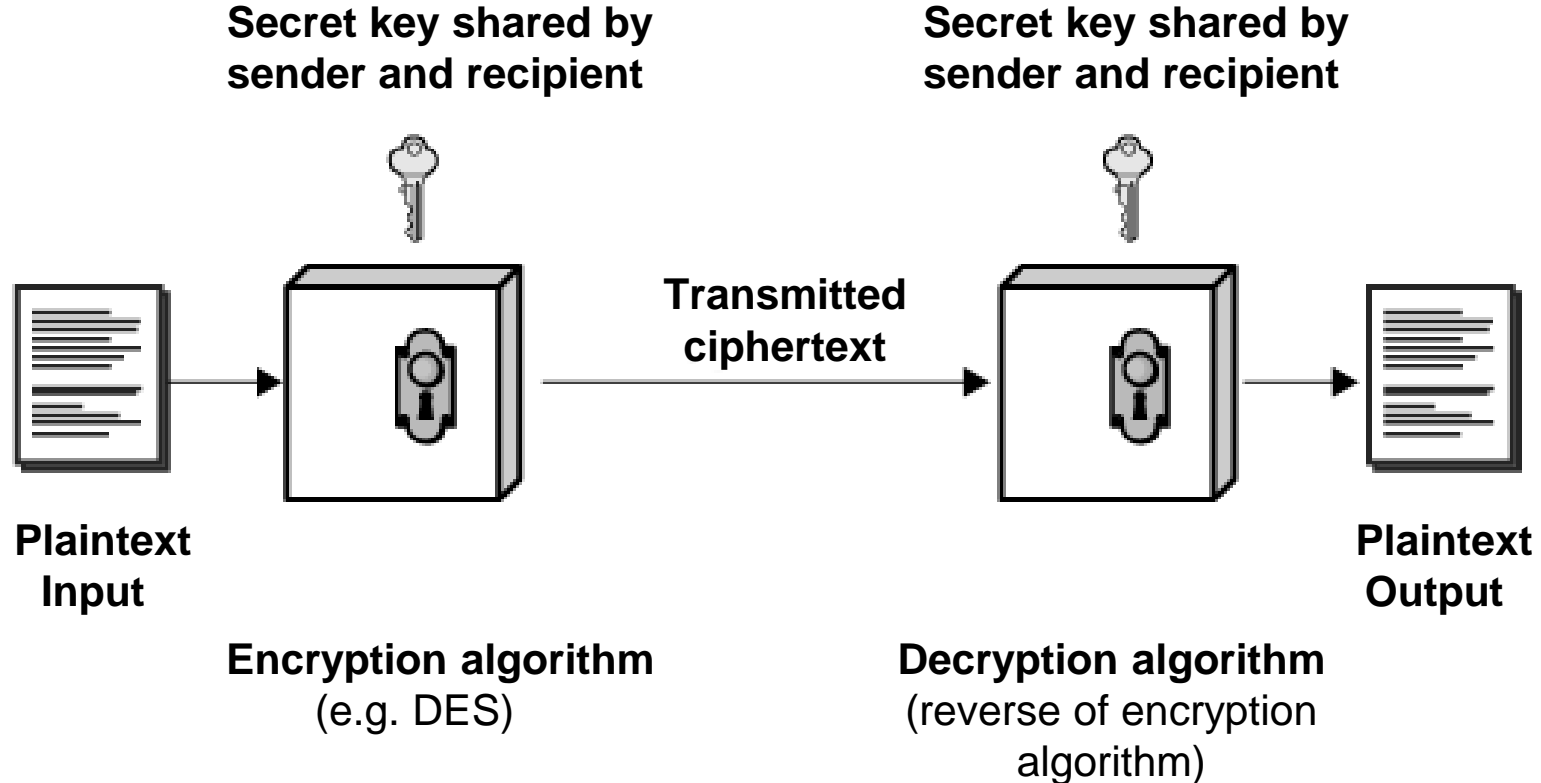 Secret key shared by
sender and recipient
Secret key shared by
sender and recipient
Transmitted
ciphertext
Plaintext
Input
Plaintext
Output
Encryption algorithm
(e.g. DES)
Decryption algorithm
(reverse of encryption
algorithm)